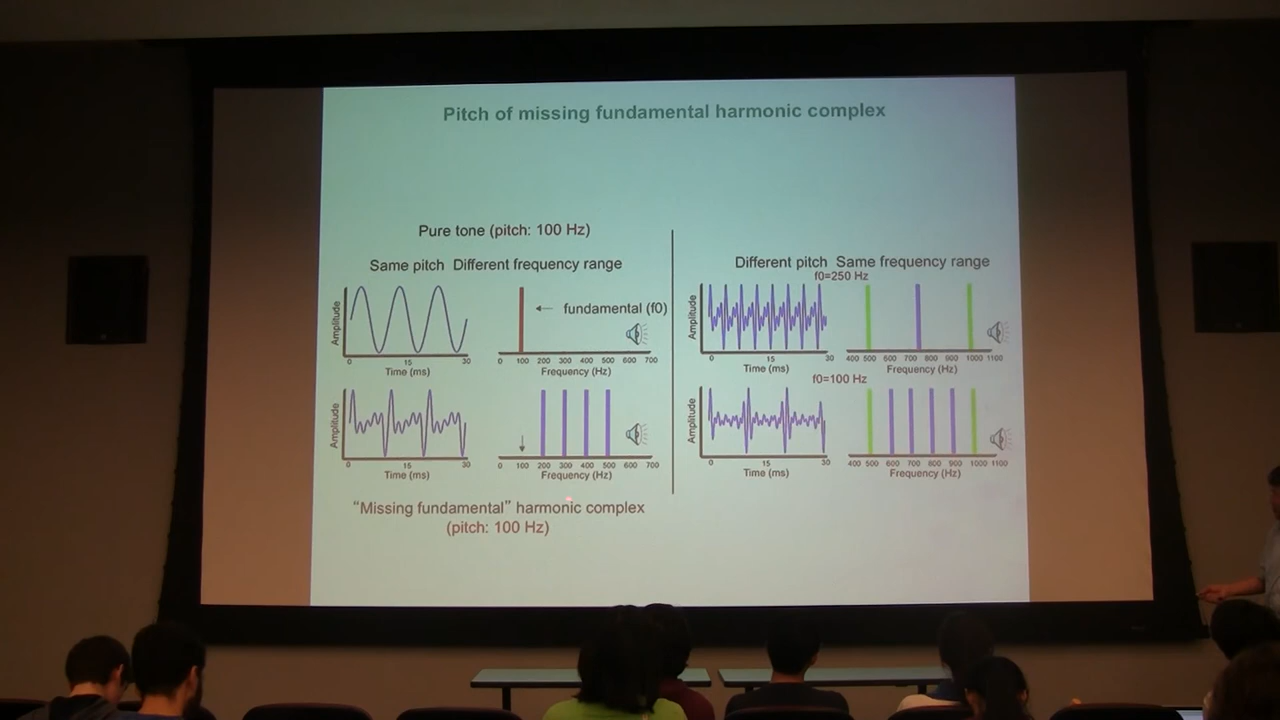 Pitch of missing fundamental harmonic complex
Pure tone (pitch: 100 Hz)
Same pitch Different frequency range
Amplitude
0 15 30
Time (ms)
fundamental (f0)
0 100 200 300 400 500 600 700
Frequency (Hz)
Amplitude
0 15 30
Time (ms)
0 100 200 300 400 500 600 700
Frequency (Hz)
“Missing fundamental” harmonic complex
(pitch: 100 Hz)
Different pitch Same frequency range
f0=250 Hz
Amplitude
0 15 30
Time (ms)
400 500 600 700 800 900 1000 1100
Frequency (Hz)
f0=100 Hz
Amplitude
0 15 30
Time (ms)
400 500 600 700 800 900 1000 1100
Frequency (Hz)